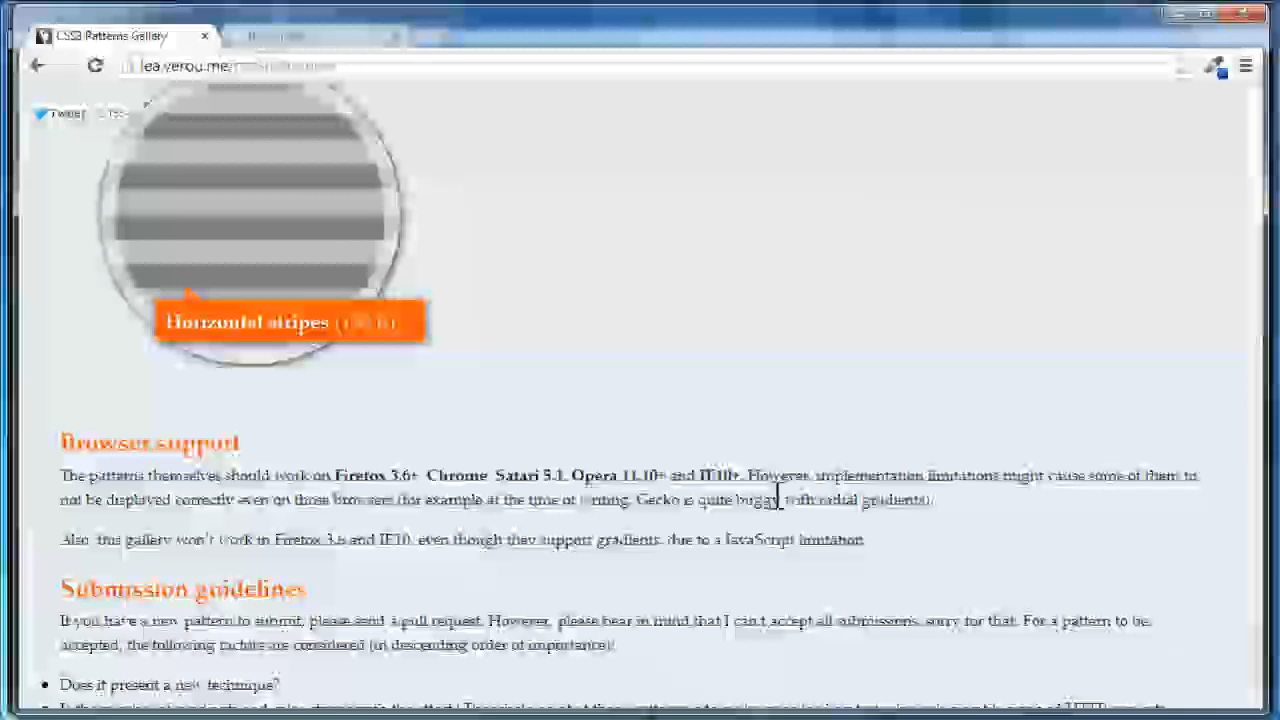 CSS3 Patterns Gallery
lea.verou.me
Tweet
Horizontal stripes
Browser support
The patterns themselves should work on Firefox 3.6+ Chrome Safari 5.1, Opera 11.10+ and IE10+. However, implementation limitations might cause some of them to
not be displayed correctly even on those browsers (for example at the time of writing, Gecko is quite buggy with radial gradients).
Also, this gallery won't work in Firefox 3.6 and IE10, even though they support gradients, due to a JavaScript limitation
Submission guidelines
If you have a new pattern to submit, please send a pull request. However, please bear in mind that I can't accept all submissions, sorry for that. For a pattern to be
accepted, the following factors are considered (in descending order of importance):
Does it present a new technique?